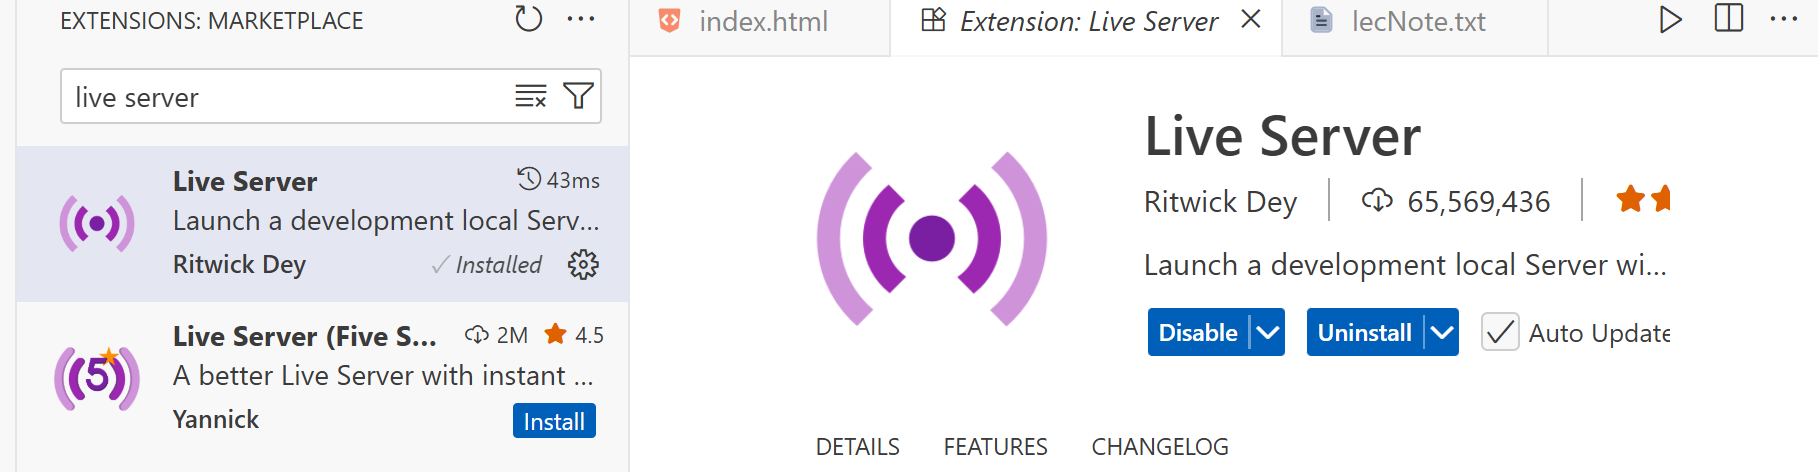 EXTENSIONS: MARKETPLACE
live server
Live Server 43ms
Launch a development local Serv...
Ritwick Dey ✓ Installed
Live Server (Five S... 2M 4.5
5
A better Live Server with instant ...
Yannick Install
index.html Extension: Live Server lecNote.txt
Live Server
Ritwick Dey 65,569,436
Launch a development local Server wi...
Disable Uninstall Auto Update
DETAILS FEATURES CHANGELOG